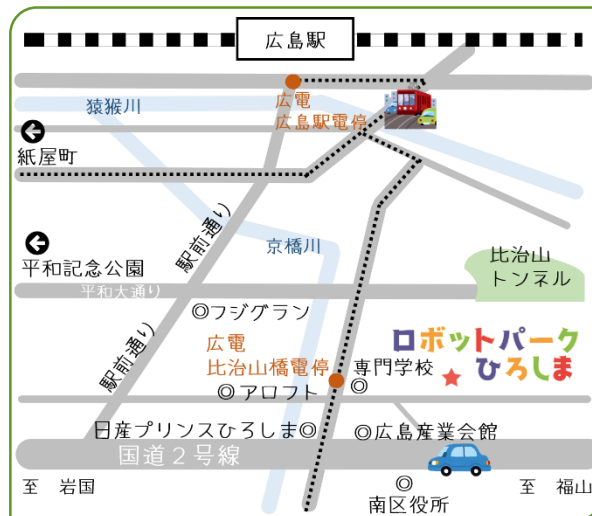 広島駅
広電
広島駅電停
猿猴川
紙屋町
駅前通り
京橋川
平和記念公園
平和大通り
比治山
トンネル
フジグラン
駅前通り
広電
比治山橋電停
専門学校
ロボットパーク
ひろしま
アロフト
日産プリンスひろしま
広島産業会館
国道2号線
至 岩国
南区役所
至 福山